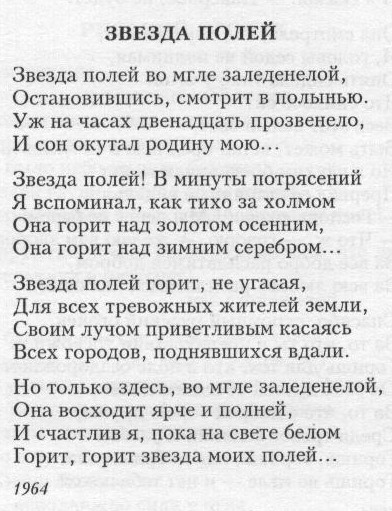 ЗВЕЗДА ПОЛЕЙ
Звезда полей во мгле заледенелой,
Остановившись, смотрит в полынью.
Уж на часах двенадцать прозвенело,
И сон окутал родину мою...
Звезда полей! В минуты потрясений
Я вспоминал, как тихо за холмом
Она горит над золотом осенним,
Она горит над зимним серебром...
Звезда полей горит, не угасая,
Для всех тревожных жителей земли,
Своим лучом приветливым касаясь
Всех городов, поднявшихся вдали.
Но только здесь, во мгле заледенелой,
Она восходит ярче и полней,
И счастлив я, пока на свете белом
Горит, горит звезда моих полей...
1964